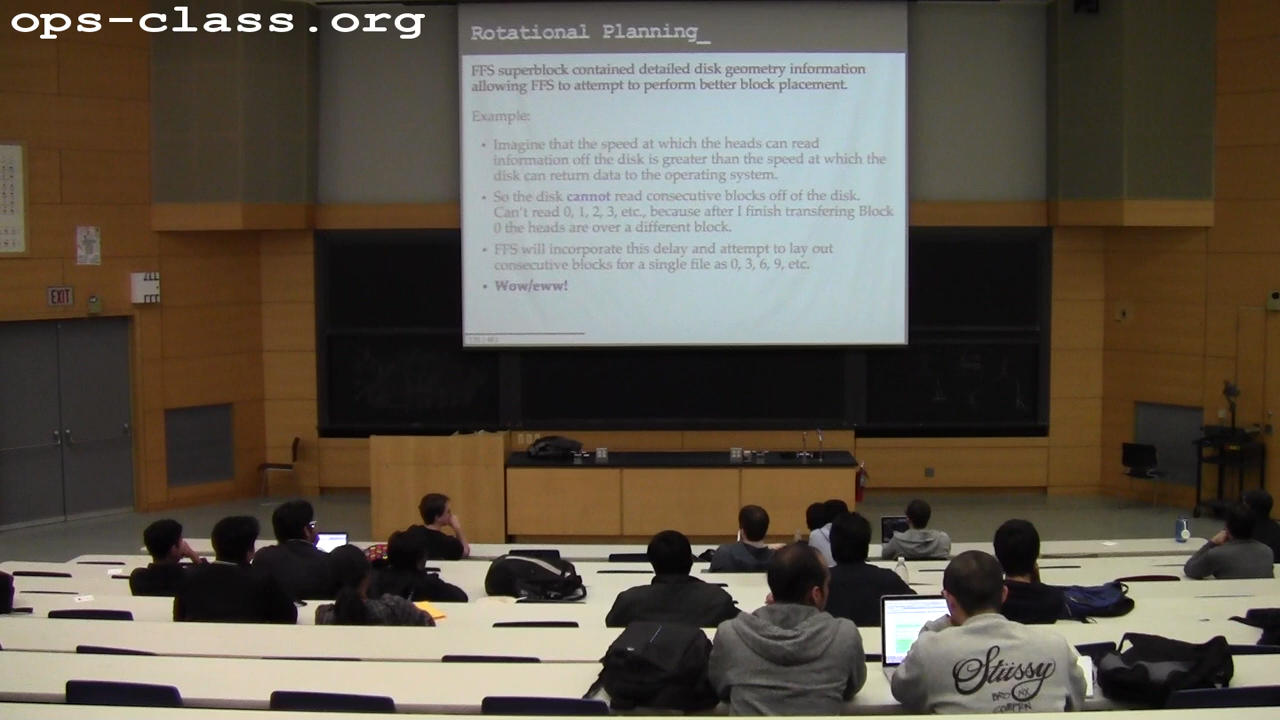 ops-class.org
Rotational Planning_
FFS superblock contained detailed disk geometry information
allowing FFS to attempt to perform better block placement.
Example:
• Imagine that the speed at which the heads can read
information off the disk is greater than the speed at which the
disk can return data to the operating system.
• So the disk cannot read consecutive blocks off of the disk.
Can't read 0, 1, 2, 3, etc., because after I finish transfering Block
0 the heads are over a different block.
• FFS will incorporate this delay and attempt to lay out
consecutive blocks for a single file as 0, 3, 6, 9, etc.
• Wow/eww!
EXIT
Stüssy